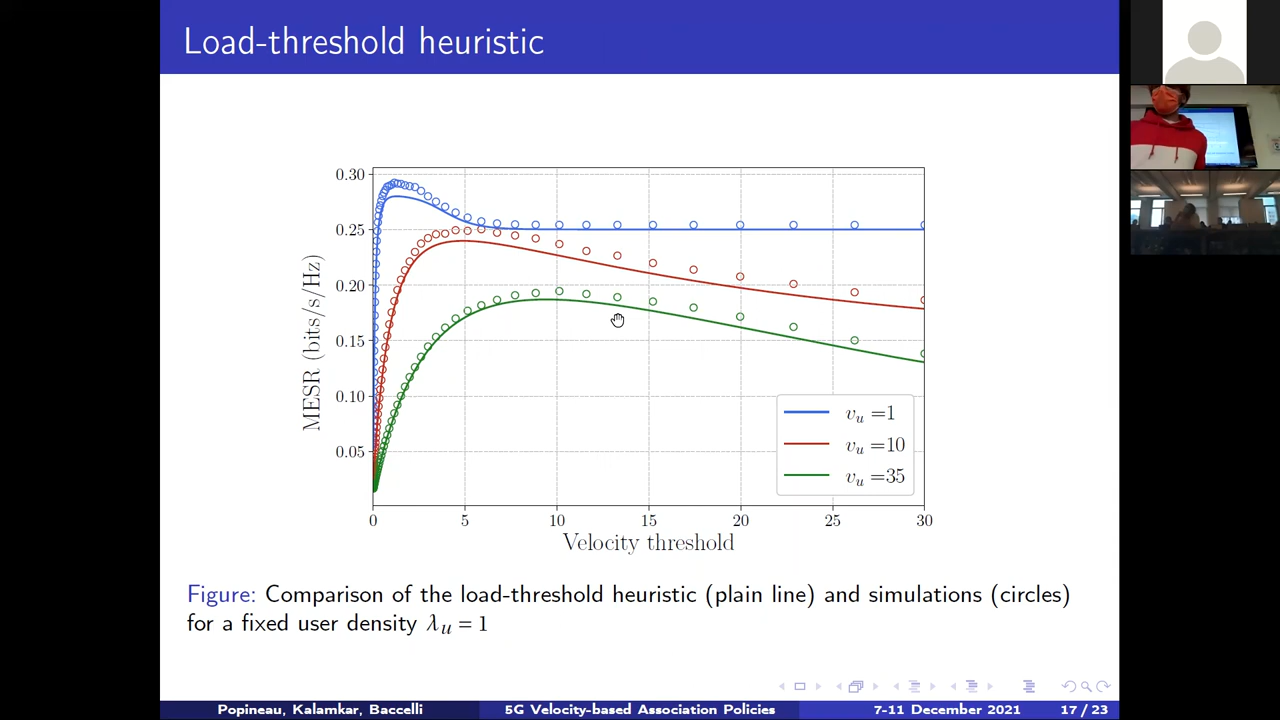 Load-threshold heuristic
0.30
0.25
0.20
0.15
0.10
0.05
MESR (bits/s/Hz)
0 5 10 15 20 25 30
Velocity threshold
v_u =1
v_u =10
v_u =35
Figure: Comparison of the load-threshold heuristic (plain line) and simulations (circles)
for a fixed user density λ_u = 1
Popineau, Kalamkar, Baccelli 5G Velocity-based Association Policies 7-11 December 2021 17 / 23